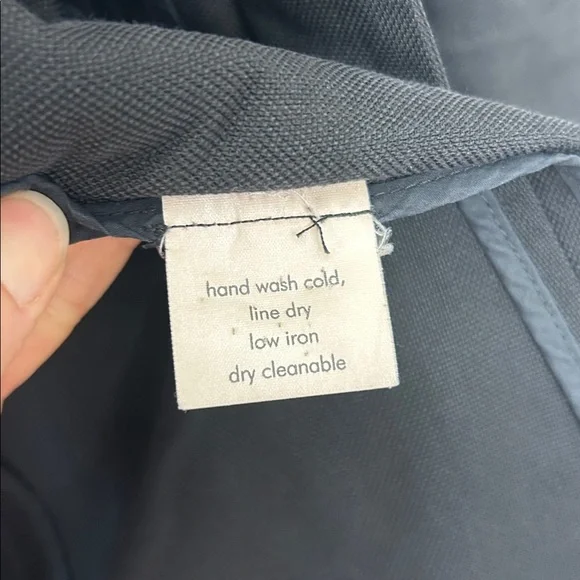 hand wash cold,
line dry
low iron
dry cleanable